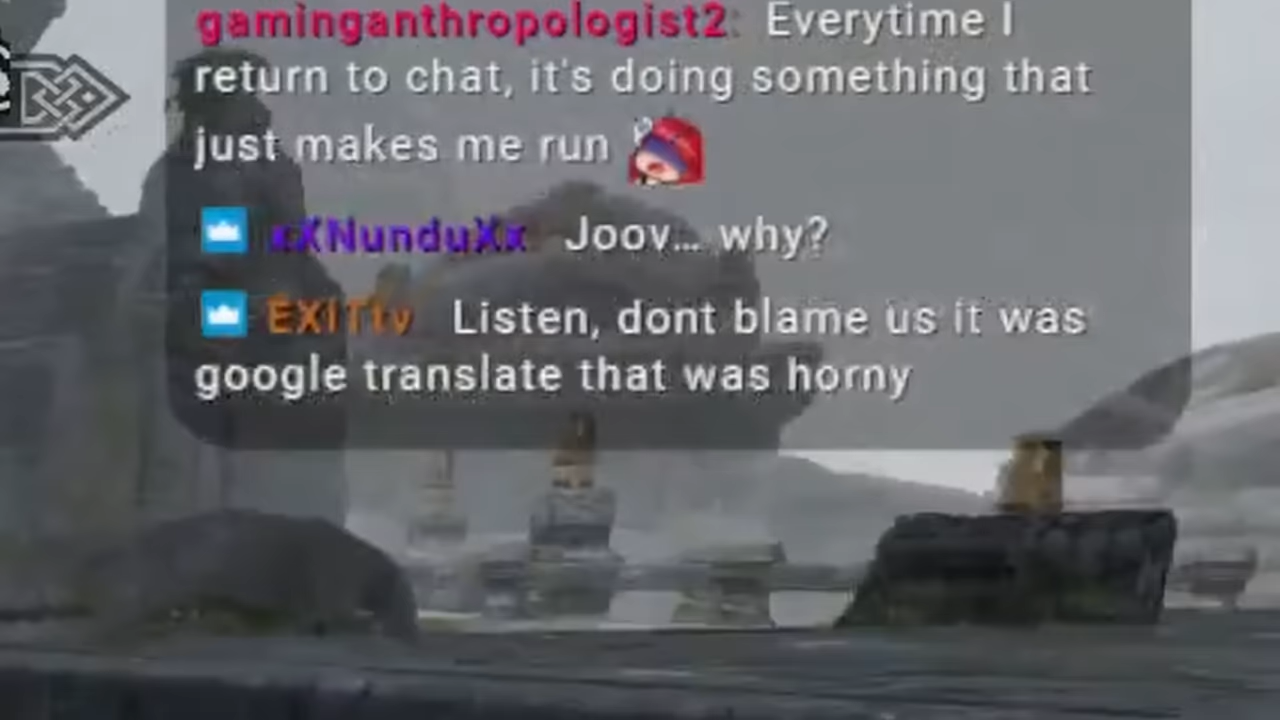 gaminganthropologist2: Everytime I
return to chat, it's doing something that
just makes me run
xXNunduXx Joov... why?
EXITtv Listen, dont blame us it was
google translate that was horny